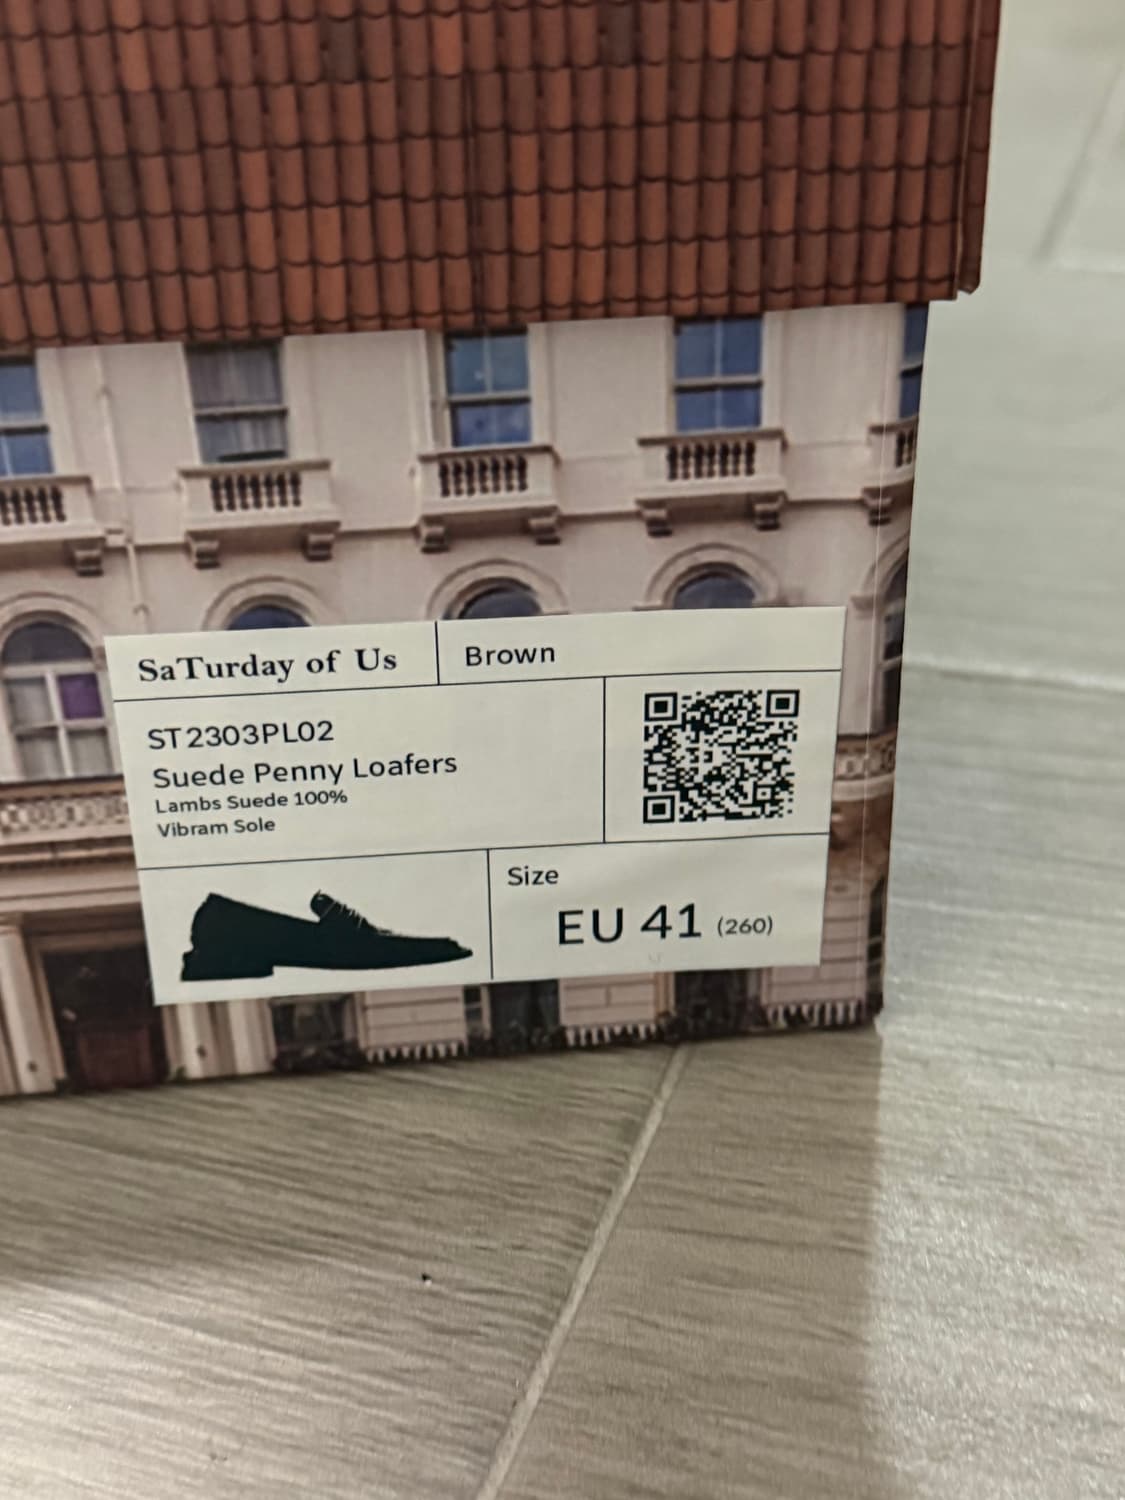 SaTurday of Us
Brown
ST2303PL02
Suede Penny Loafers
Lambs Suede 100%
Vibram Sole
Size
EU 41 (260)